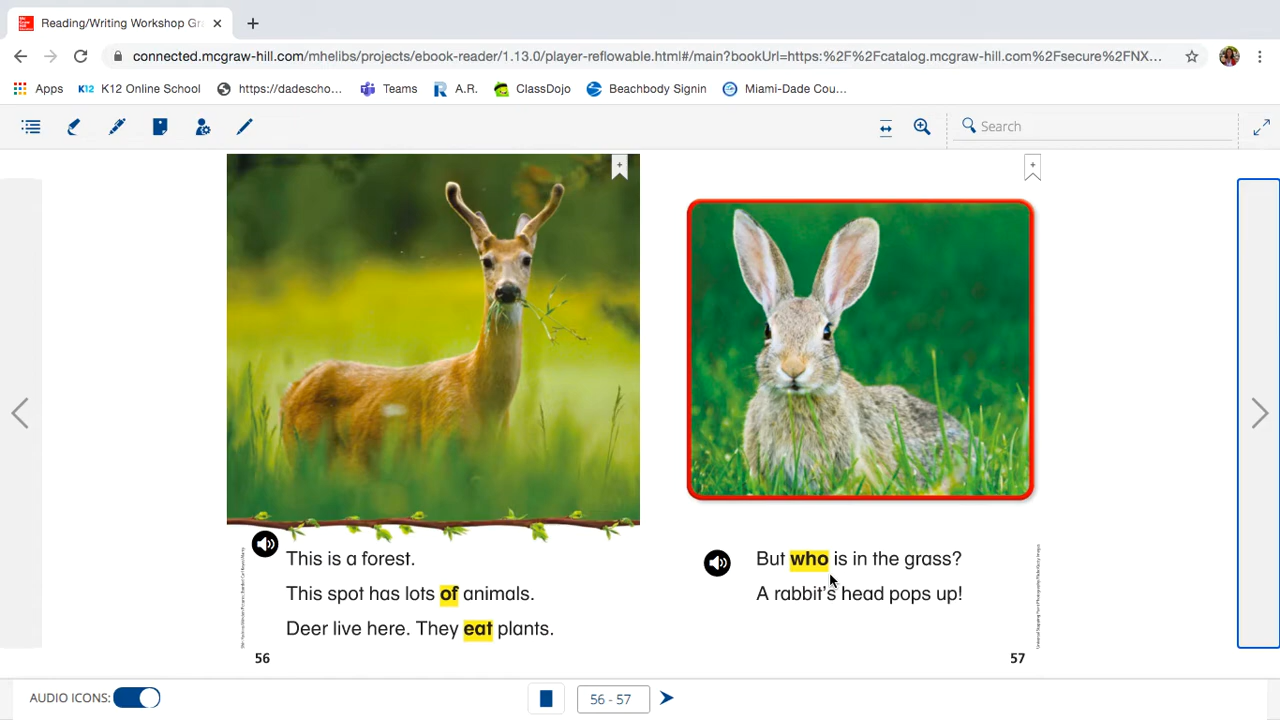 Reading/Writing Workshop Gr
connected.mcgraw-hill.com/mhelibs/projects/ebook-reader/1.13.0/player-reflowable.html#/main?bookUrl=https:%2F%2Fcatalog.mcgraw-hill.com%2Fsecure%2FNX...
Apps K12 K12 Online School https://dadescho... Teams A.R. ClassDojo Beachbody Signin Miami-Dade Cou...
Search
This is a forest.
This spot has lots of animals.
Deer live here. They eat plants.
56
But who is in the grass?
A rabbit's head pops up!
57
AUDIO ICONS:
56 - 57